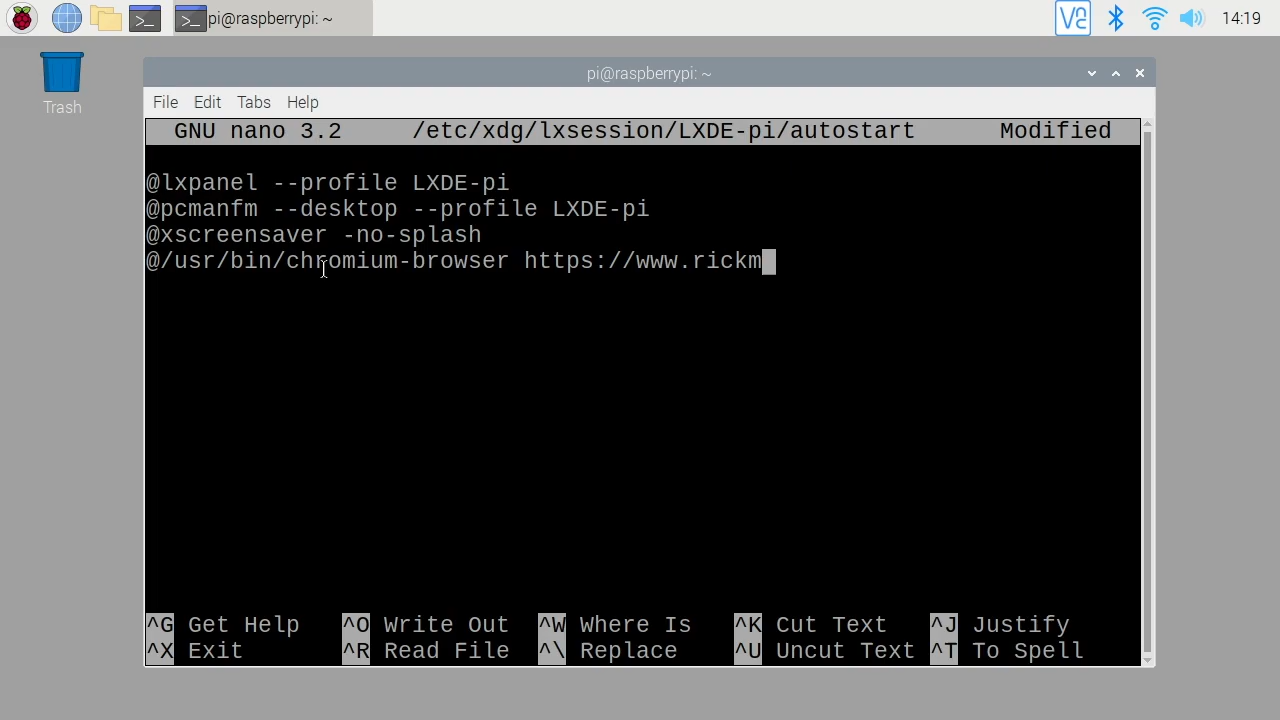 pi@raspberrypi: ~
14:19
Trash
pi@raspberrypi: ~
File Edit Tabs Help
GNU nano 3.2 /etc/xdg/lxsession/LXDE-pi/autostart Modified
@lxpanel --profile LXDE-pi
@pcmanfm --desktop --profile LXDE-pi
@xscreensaver -no-splash
@/usr/bin/chromium-browser https://www.rickm
^G Get Help ^O Write Out ^W Where Is ^K Cut Text ^J Justify
^X Exit ^R Read File ^\ Replace ^U Uncut Text ^T To Spell